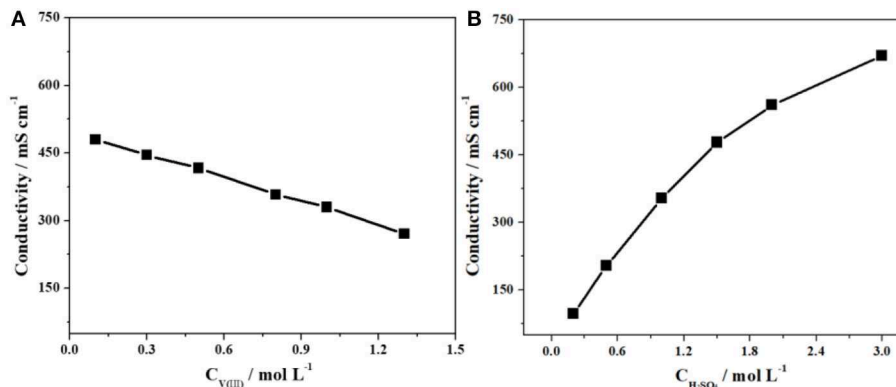 A
Conductivity / mS cm⁻¹
750
600
450
300
150
0.0 0.3 0.6 0.9 1.2 1.5
C_V(III) / mol L⁻¹
B
Conductivity / mS cm⁻¹
750
600
450
300
150
0.0 0.6 1.2 1.8 2.4 3.0
C_H₂SO₄ / mol L⁻¹